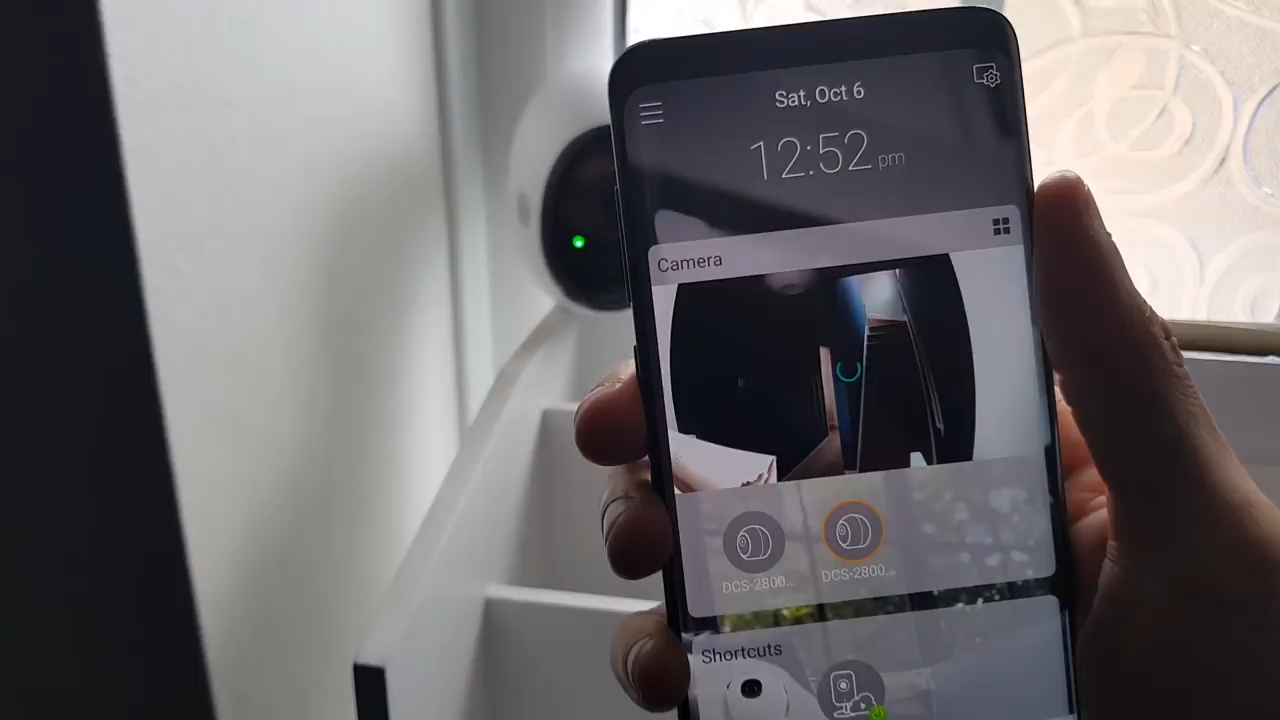 Sat, Oct 6
12:52 pm
Camera
DCS-2800...
DCS-2800...
Shortcuts